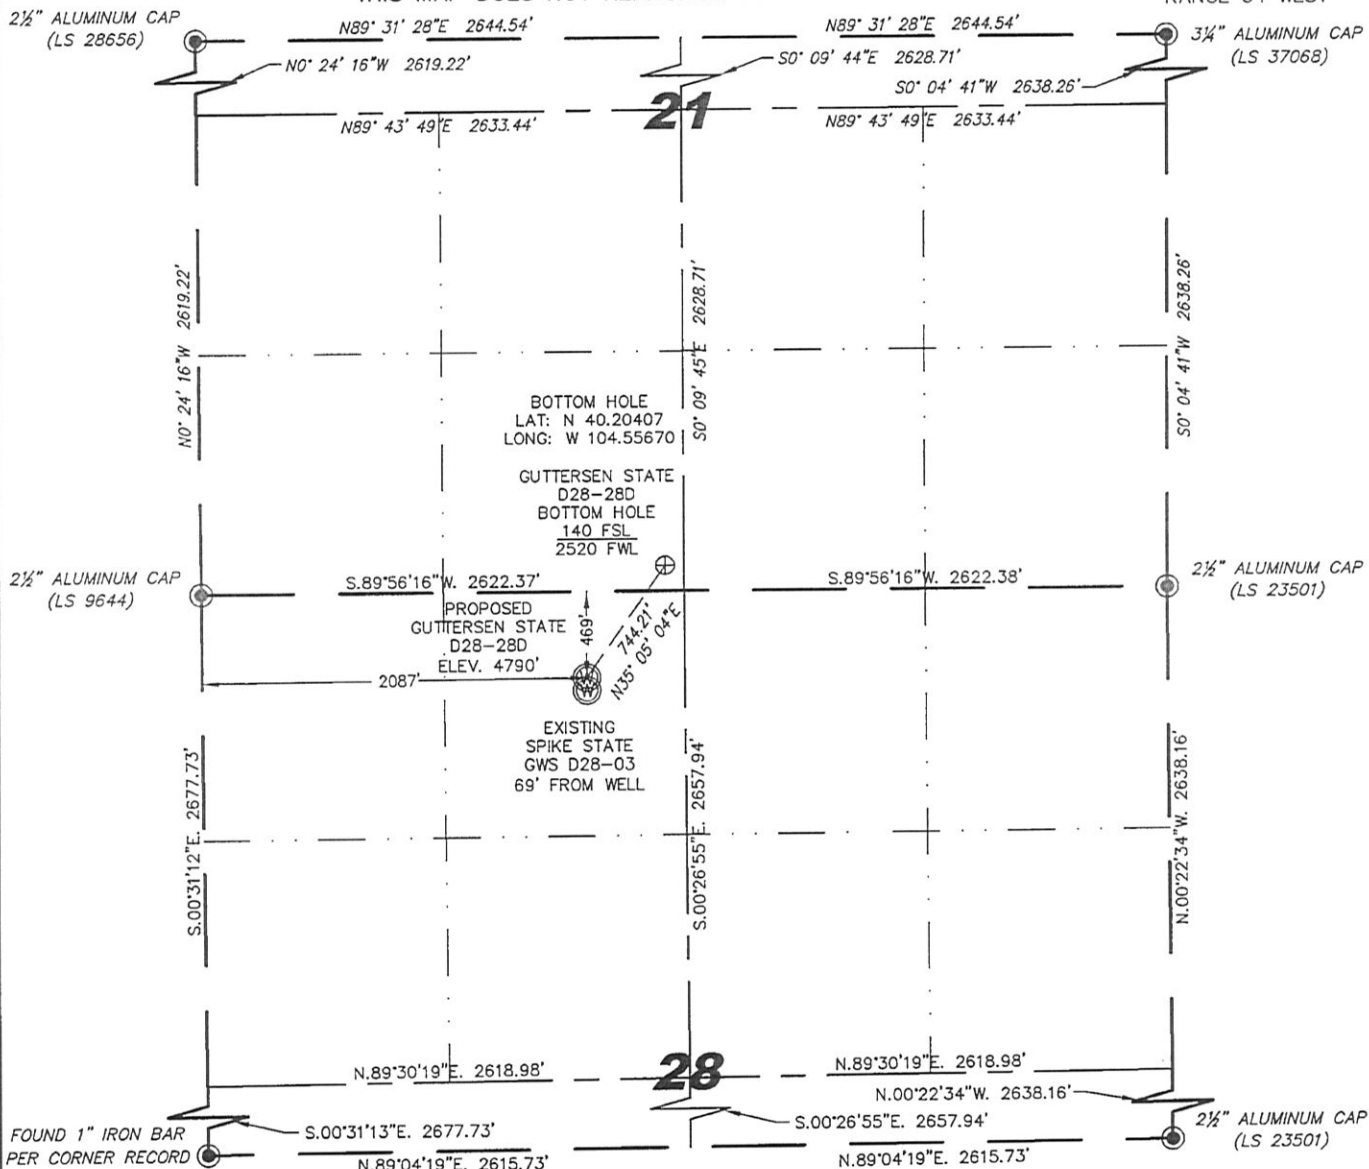 2½" ALUMINUM CAP
(LS 28656)
N89° 31' 28"E 2644.54'
N89° 31' 28"E 2644.54'
3¼" ALUMINUM CAP
(LS 37068)
N0° 24' 16"W 2619.22'
S0° 09' 44"E 2628.71'
S0° 04' 41"W 2638.26'
21
N89° 43' 49"E 2633.44'
N89° 43' 49"E 2633.44'
N0° 24' 16"W 2619.22'
S0° 09' 45"E 2628.71'
S0° 04' 41"W 2638.26'
BOTTOM HOLE
LAT: N 40.20407
LONG: W 104.55670
GUTTERSEN STATE
D28-28D
BOTTOM HOLE
140 FSL
2520 FWL
2½" ALUMINUM CAP
(LS 9644)
S.89°56'16"W. 2622.37'
S.89°56'16"W. 2622.38'
2½" ALUMINUM CAP
(LS 23501)
PROPOSED
GUTTERSEN STATE
D28-28D
ELEV. 4790'
469'
744.21'
N35° 05' 04"E
2087'
W
W
EXISTING
SPIKE STATE
GWS D28-03
69' FROM WELL
S.00°31'12"E. 2677.73'
S.00°26'55"E. 2657.94'
N.00°22'34"W. 2638.16'
N.89°30'19"E. 2618.98'
28
N.89°30'19"E. 2618.98'
N.00°22'34"W. 2638.16'
S.00°31'13"E. 2677.73'
S.00°26'55"E. 2657.94'
2½" ALUMINUM CAP
(LS 23501)
FOUND 1" IRON BAR
PER CORNER RECORD
N.89°04'19"E. 2615.73'
N.89°04'19"E. 2615.73'